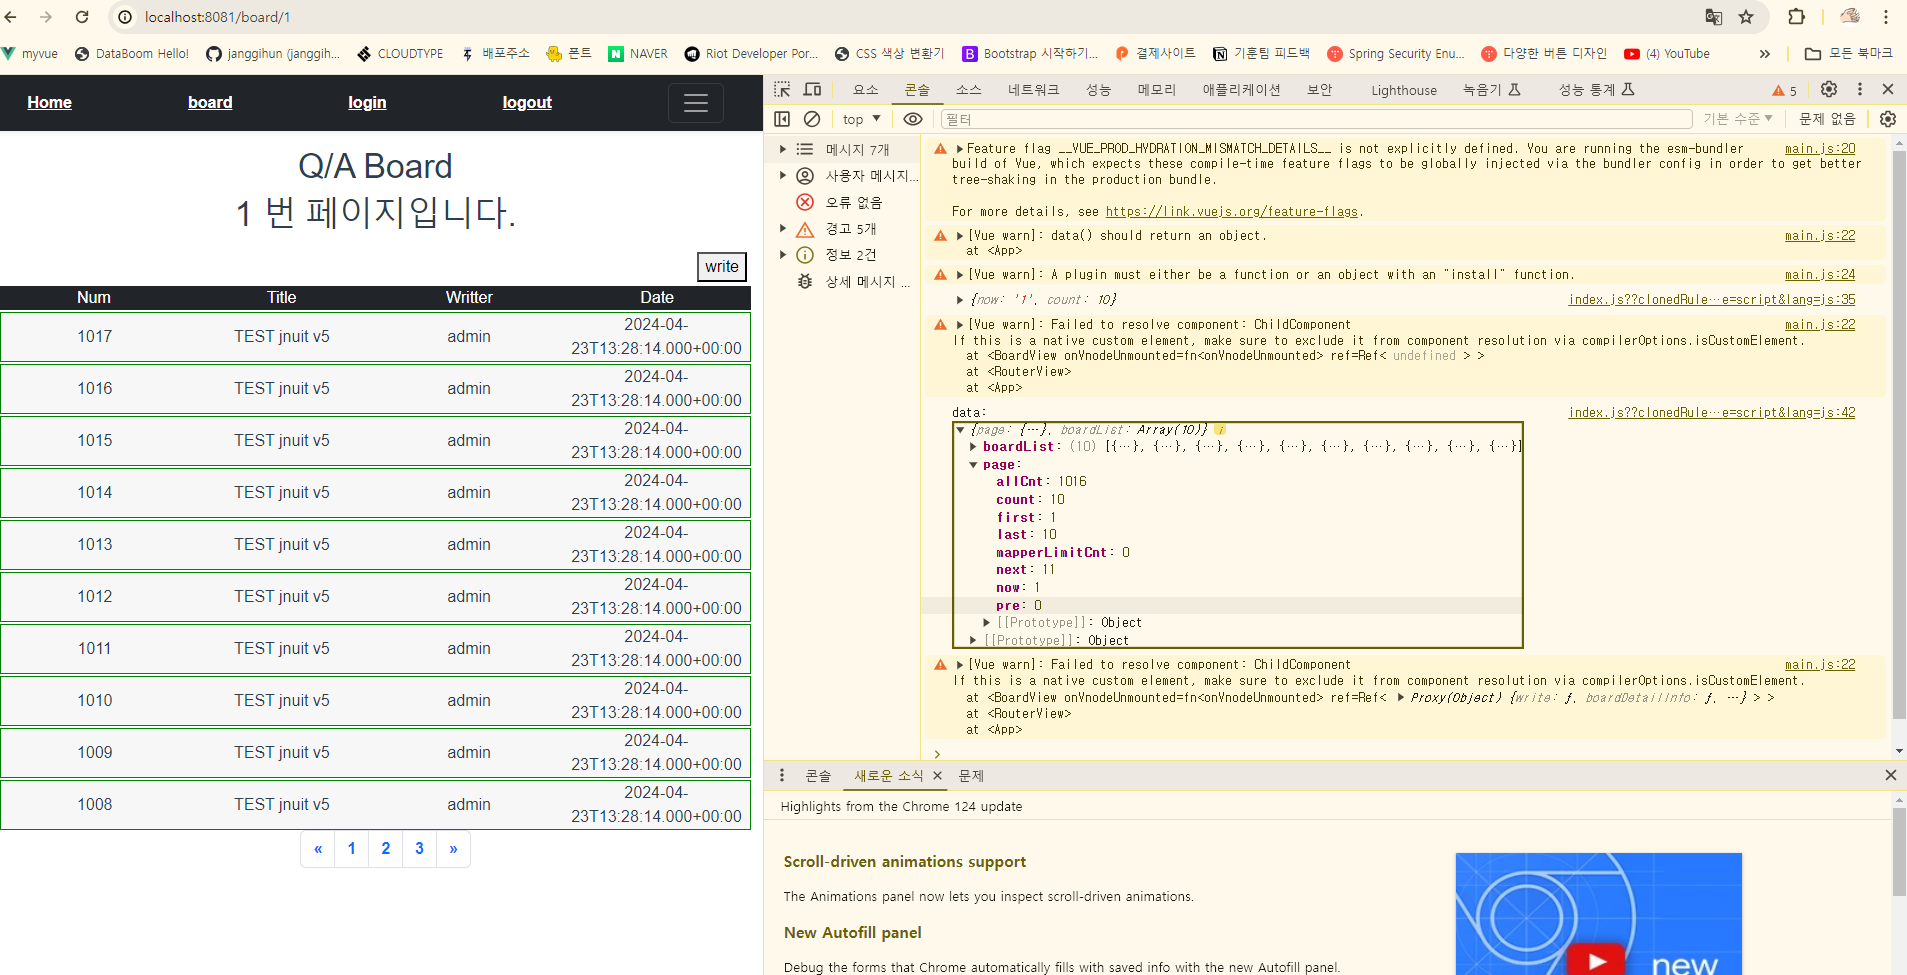 localhost:8081/board/1
myvue
DataBoom Hello!
janggihun (janggih...
CLOUDTYPE
배포주소
폰트
NAVER
Riot Developer Por...
CSS 색상 변환기
Bootstrap 시작하기...
결제사이트
기훈팀 피드백
Spring Security Enu...
다양한 버튼 디자인
(4) YouTube
»
모든 북마크
Home board login logout
Q/A Board
1 번 페이지입니다.
write
Num Title Writter Date
1017 TEST jnuit v5 admin 2024-04-
23T13:28:14.000+00:00
1016 TEST jnuit v5 admin 2024-04-
23T13:28:14.000+00:00
1015 TEST jnuit v5 admin 2024-04-
23T13:28:14.000+00:00
1014 TEST jnuit v5 admin 2024-04-
23T13:28:14.000+00:00
1013 TEST jnuit v5 admin 2024-04-
23T13:28:14.000+00:00
1012 TEST jnuit v5 admin 2024-04-
23T13:28:14.000+00:00
1011 TEST jnuit v5 admin 2024-04-
23T13:28:14.000+00:00
1010 TEST jnuit v5 admin 2024-04-
23T13:28:14.000+00:00
1009 TEST jnuit v5 admin 2024-04-
23T13:28:14.000+00:00
1008 TEST jnuit v5 admin 2024-04-
23T13:28:14.000+00:00
« 1 2 3 »
요소 콘솔 소스 네트워크 성능 메모리 애플리케이션 보안 Lighthouse 녹음기 성능 통계 5
top 필터 기본 수준 문제 없음
메시지 7개
사용자 메시지...
오류 없음
경고 5개
정보 2건
상세 메시지 ...
Feature flag __VUE_PROD_HYDRATION_MISMATCH_DETAILS__ is not explicitly defined. You are running the esm-bundler main.js:20
build of Vue, which expects these compile-time feature flags to be globally injected via the bundler config in order to get better
tree-shaking in the production bundle.
For more details, see https://link.vuejs.org/feature-flags.
[Vue warn]: data() should return an object. main.js:22
at <App>
[Vue warn]: A plugin must either be a function or an object with an "install" function. main.js:24
{now: '1', count: 10} index.js??clonedRule…e=script&lang=js:35
[Vue warn]: Failed to resolve component: ChildComponent main.js:22
If this is a native custom element, make sure to exclude it from component resolution via compilerOptions.isCustomElement.
at <BoardView onVnodeUnmounted=fn<onVnodeUnmounted> ref=Ref< undefined > >
at <RouterView>
at <App>
data: index.js??clonedRule…e=script&lang=js:42
{page: {…}, boardList: Array(10)} i
boardList: (10) [{…}, {…}, {…}, {…}, {…}, {…}, {…}, {…}, {…}, {…}]
page:
allCnt: 1016
count: 10
first: 1
last: 10
mapperLimitCnt: 0
next: 11
now: 1
pre: 0
[[Prototype]]: Object
[[Prototype]]: Object
[Vue warn]: Failed to resolve component: ChildComponent main.js:22
If this is a native custom element, make sure to exclude it from component resolution via compilerOptions.isCustomElement.
at <BoardView onVnodeUnmounted=fn<onVnodeUnmounted> ref=Ref< Proxy(Object) {write: ƒ, boardDetailInfo: ƒ, …} > >
at <RouterView>
at <App>
>
콘솔 새로운 소식 문제
Highlights from the Chrome 124 update
Scroll-driven animations support
The Animations panel now lets you inspect scroll-driven animations.
New Autofill panel
Debug the forms that Chrome automatically fills with saved info with the new Autofill panel.
new